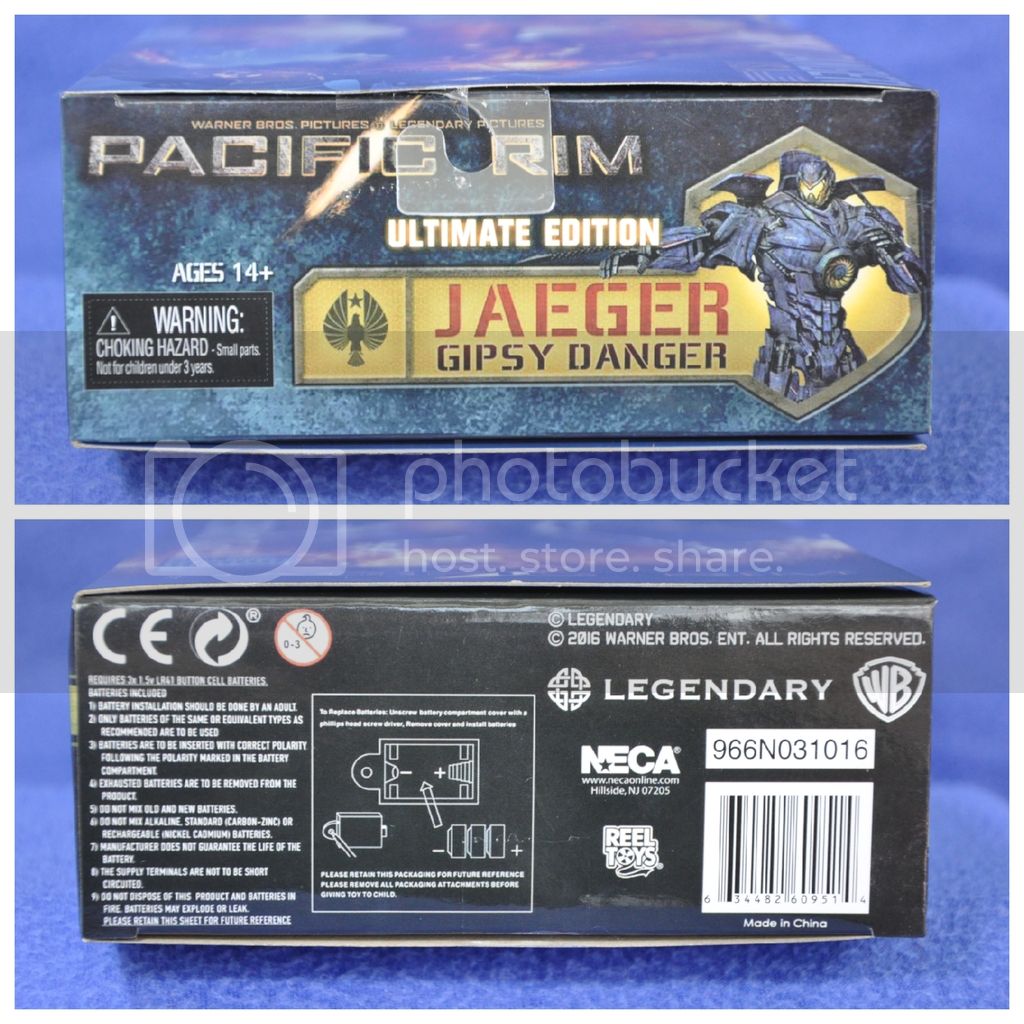 WARNER BROS. PICTURES LEGENDARY PICTURES
PACIFIC RIM
ULTIMATE EDITION
AGES 14+
WARNING:
CHOKING HAZARD - Small parts.
Not for children under 3 years.
JAEGER
GIPSY DANGER
photobucket
host. store. share.
CE ®
0-3
REQUIRES 3x 1.5v LR41 BUTTON CELL BATTERIES.
BATTERIES INCLUDED
1) BATTERY INSTALLATION SHOULD BE DONE BY AN ADULT.
2) ONLY BATTERIES OF THE SAME OR EQUIVALENT TYPES AS
RECOMMENDED ARE TO BE USED
3) BATTERIES ARE TO BE INSERTED WITH CORRECT POLARITY
FOLLOWING THE POLARITY MARKED IN THE BATTERY
COMPARTMENT.
4) EXHAUSTED BATTERIES ARE TO BE REMOVED FROM THE
PRODUCT.
5) DO NOT MIX OLD AND NEW BATTERIES.
6) DO NOT MIX ALKALINE, STANDARD (CARBON-ZINC) OR
RECHARGEABLE (NICKEL CADMIUM) BATTERIES.
7) MANUFACTURER DOES NOT GUARANTEE THE LIFE OF THE
BATTERY.
8) THE SUPPLY TERMINALS ARE NOT TO BE SHORT
CIRCUITED.
9) DO NOT DISPOSE OF THIS PRODUCT AND BATTERIES IN
FIRE. BATTERIES MAY EXPLODE OR LEAK.
PLEASE RETAIN THIS SHEET FOR FUTURE REFERENCE
To Replace Batteries: Unscrew battery compartment cover with a
phillips head screw driver, Remove cover and install batteries
- +
- +
PLEASE RETAIN THIS PACKAGING FOR FUTURE REFERENCE
PLEASE REMOVE ALL PACKAGING ATTACHMENTS BEFORE
GIVING TOY TO CHILD.
© LEGENDARY
© 2016 WARNER BROS. ENT. ALL RIGHTS RESERVED.
LEGENDARY
WB
NECA®
www.necaonline.com
Hillside, NJ 07205
966N031016
REEL
TOYS
6 34482 60951 4
Made in China